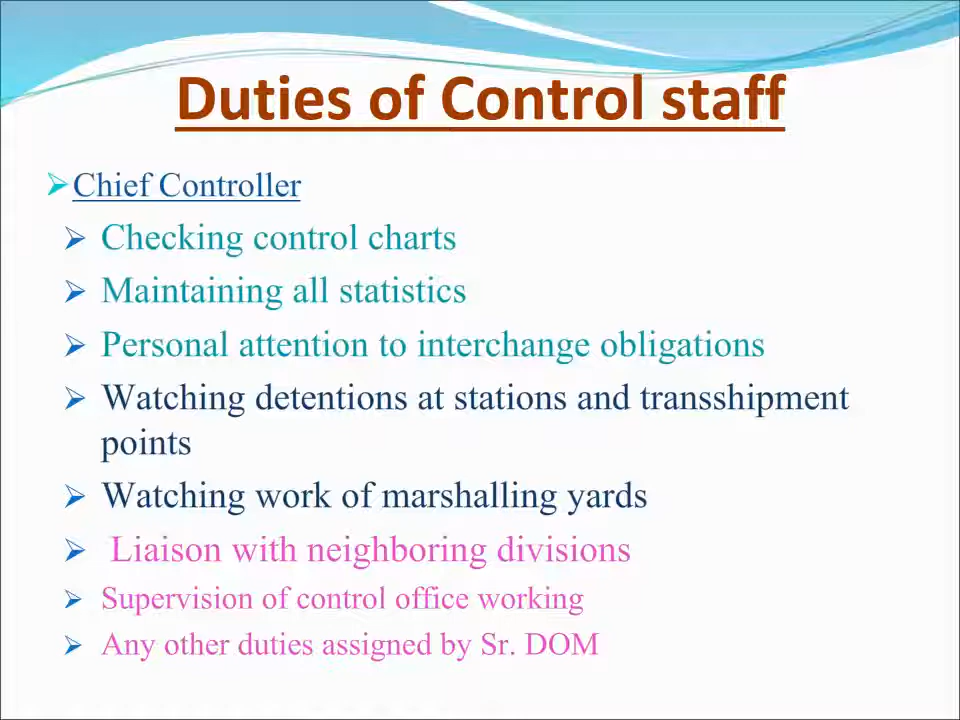 Duties of Control staff
Chief Controller
Checking control charts
Maintaining all statistics
Personal attention to interchange obligations
Watching detentions at stations and transshipment
points
Watching work of marshalling yards
Liaison with neighboring divisions
Supervision of control office working
Any other duties assigned by Sr. DOM